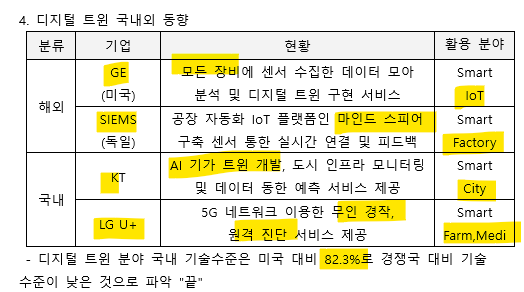 4. 디지털 트윈 국내외 동향
분류 기업 현황 활용 분야
해외
GE
(미국)
모든 장비에 센서 수집한 데이터 모아
분석 및 디지털 트윈 구현 서비스
Smart
IoT
SIEMS
(독일)
공장 자동화 IoT 플랫폼인 마인드 스피어
구축 센서 통한 실시간 연결 및 피드백
Smart
Factory
국내
KT
AI 기가 트윈 개발, 도시 인프라 모니터링
및 데이터 동한 예측 서비스 제공
Smart
City
LG U+
5G 네트워크 이용한 무인 경작,
원격 진단 서비스 제공
Smart
Farm,Medi
- 디지털 트윈 분야 국내 기술수준은 미국 대비 82.3%로 경쟁국 대비 기술
수준이 낮은 것으로 파악 "끝"